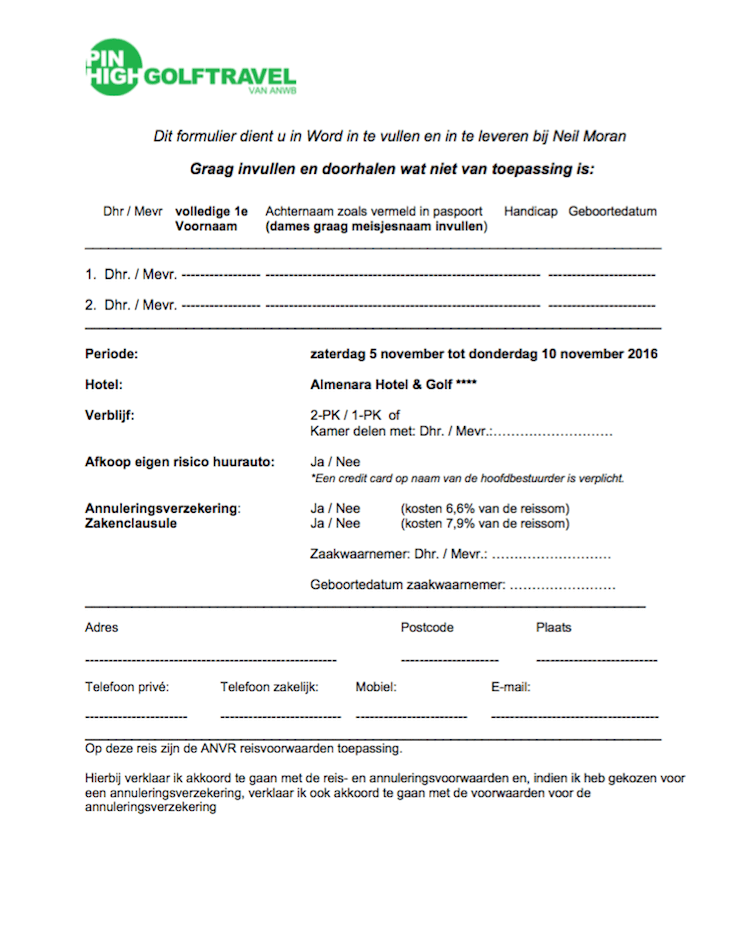 PIN
HIGH GOLFTRAVEL
VAN ANWB
Dit formulier dient u in Word in te vullen en in te leveren bij Neil Moran
Graag invullen en doorhalen wat niet van toepassing is:
Dhr / Mevr volledige 1e Achternaam zoals vermeld in paspoort Handicap Geboortedatum
Voornaam (dames graag meisjesnaam invullen)
1. Dhr. / Mevr. ----------------- ----------------------------------------------------------- -----------------------
2. Dhr. / Mevr. ----------------- ----------------------------------------------------------- -----------------------
Periode: zaterdag 5 november tot donderdag 10 november 2016
Hotel: Almenara Hotel & Golf ****
Verblijf: 2-PK / 1-PK of
Kamer delen met: Dhr. / Mevr.:………………………
Afkoop eigen risico huurauto: Ja / Nee
*Een credit card op naam van de hoofdbestuurder is verplicht.
Annuleringsverzekering: Ja / Nee (kosten 6,6% van de reissom)
Zakenclausule Ja / Nee (kosten 7,9% van de reissom)
Zaakwaarnemer: Dhr. / Mevr.: ………………………
Geboortedatum zaakwaarnemer: ……………………
Adres Postcode Plaats
------------------------------------------------------ --------------------- --------------------------
Telefoon privé: Telefoon zakelijk: Mobiel: E-mail:
---------------------- -------------------------- ------------------------ ------------------------------------
Op deze reis zijn de ANVR reisvoorwaarden toepassing.
Hierbij verklaar ik akkoord te gaan met de reis- en annuleringsvoorwaarden en, indien ik heb gekozen voor
een annuleringsverzekering, verklaar ik ook akkoord te gaan met de voorwaarden voor de
annuleringsverzekering